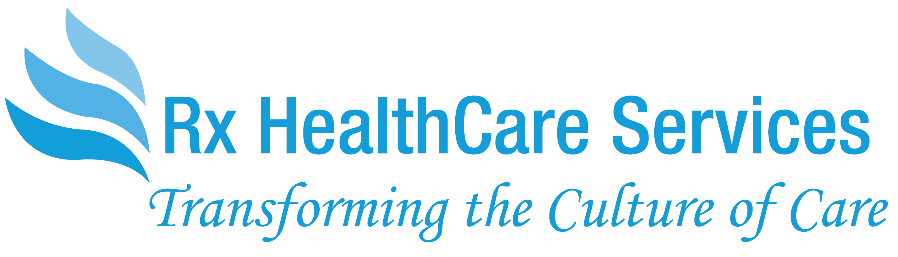 Rx HealthCare Services
Transforming the Culture of Care